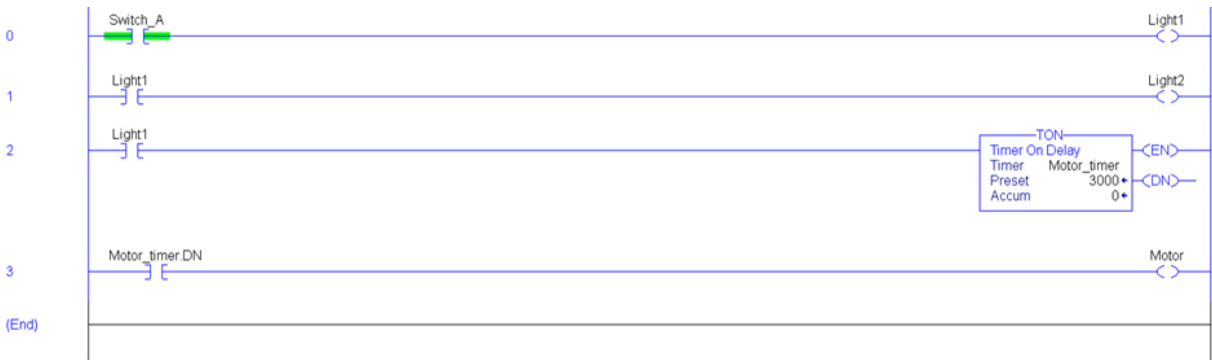 Switch_A Light1
0
Light1 Light2
1
Light1 TON
2 Timer On Delay EN
Timer Motor_timer
Preset 3000 DN
Accum 0
Motor_timer.DN Motor
3
(End)